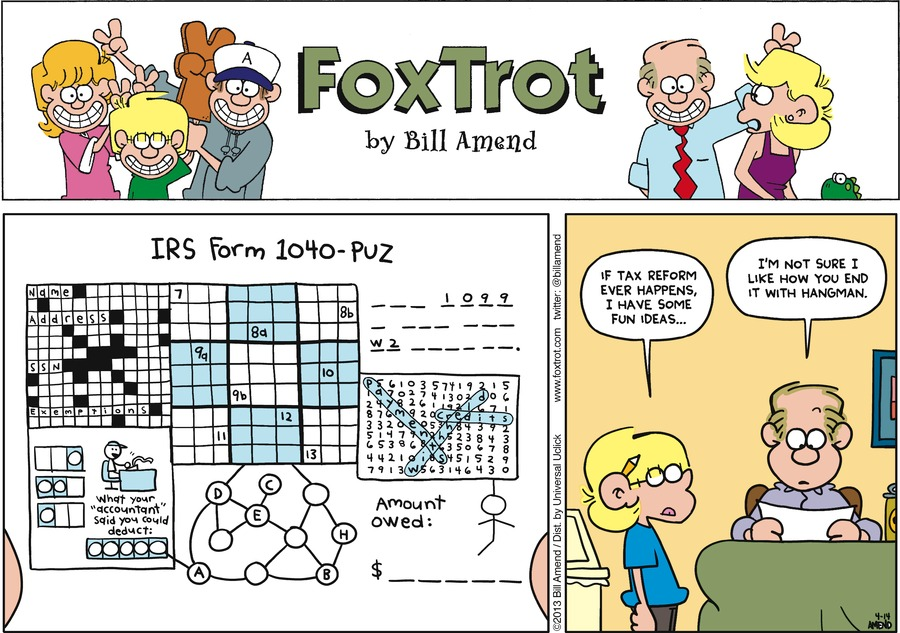 A
FoxTrot
by Bill Amend
IRS Form 1040-PUZ
Name
Address
SSN
Exemptions
7
8b
8a
9a
10
9b
12
11
13
1099
W2 .
Payments
credits
What your
"accountant"
said you could
deduct:
D
C
E
H
A
B
Amount
owed:
$
©2013 Bill Amend / Dist. by Universal Uclick www.foxtrot.com twitter: @billamend
IF TAX REFORM
EVER HAPPENS,
I HAVE SOME
FUN IDEAS...
I'M NOT SURE I
LIKE HOW YOU END
IT WITH HANGMAN.
4-14
AMEND